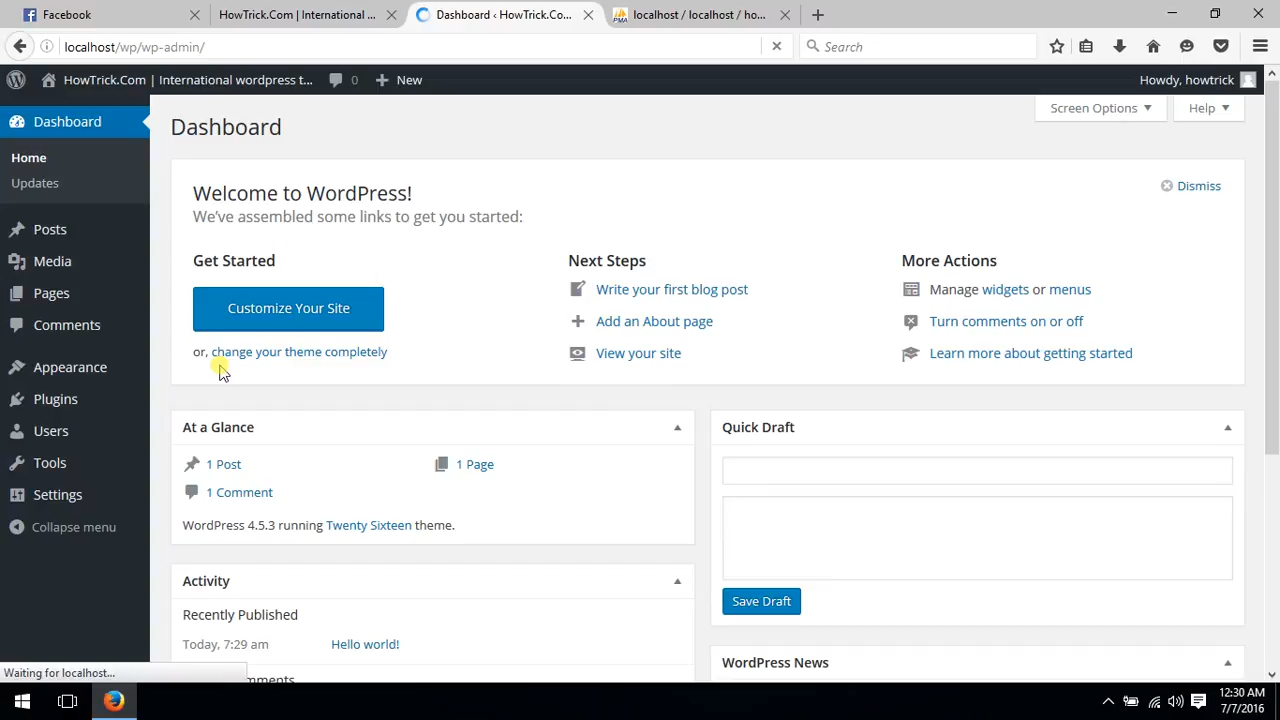 Facebook
HowTrick.Com | International ...
Dashboard ‹ HowTrick.Co...
localhost / localhost / ho...
localhost/wp/wp-admin/
Search
HowTrick.Com | International wordpress t...
0
New
Howdy, howtrick
Dashboard
Home
Updates
Posts
Media
Pages
Comments
Appearance
Plugins
Users
Tools
Settings
Collapse menu
Screen Options
Help
Dashboard
Welcome to WordPress!
Dismiss
We've assembled some links to get you started:
Get Started
Customize Your Site
or, change your theme completely
Next Steps
Write your first blog post
Add an About page
View your site
More Actions
Manage widgets or menus
Turn comments on or off
Learn more about getting started
At a Glance
1 Post
1 Page
1 Comment
WordPress 4.5.3 running Twenty Sixteen theme.
Activity
Recently Published
Today, 7:29 am
Hello world!
Quick Draft
Save Draft
WordPress News
Waiting for localhost...
12:30 AM
7/7/2016